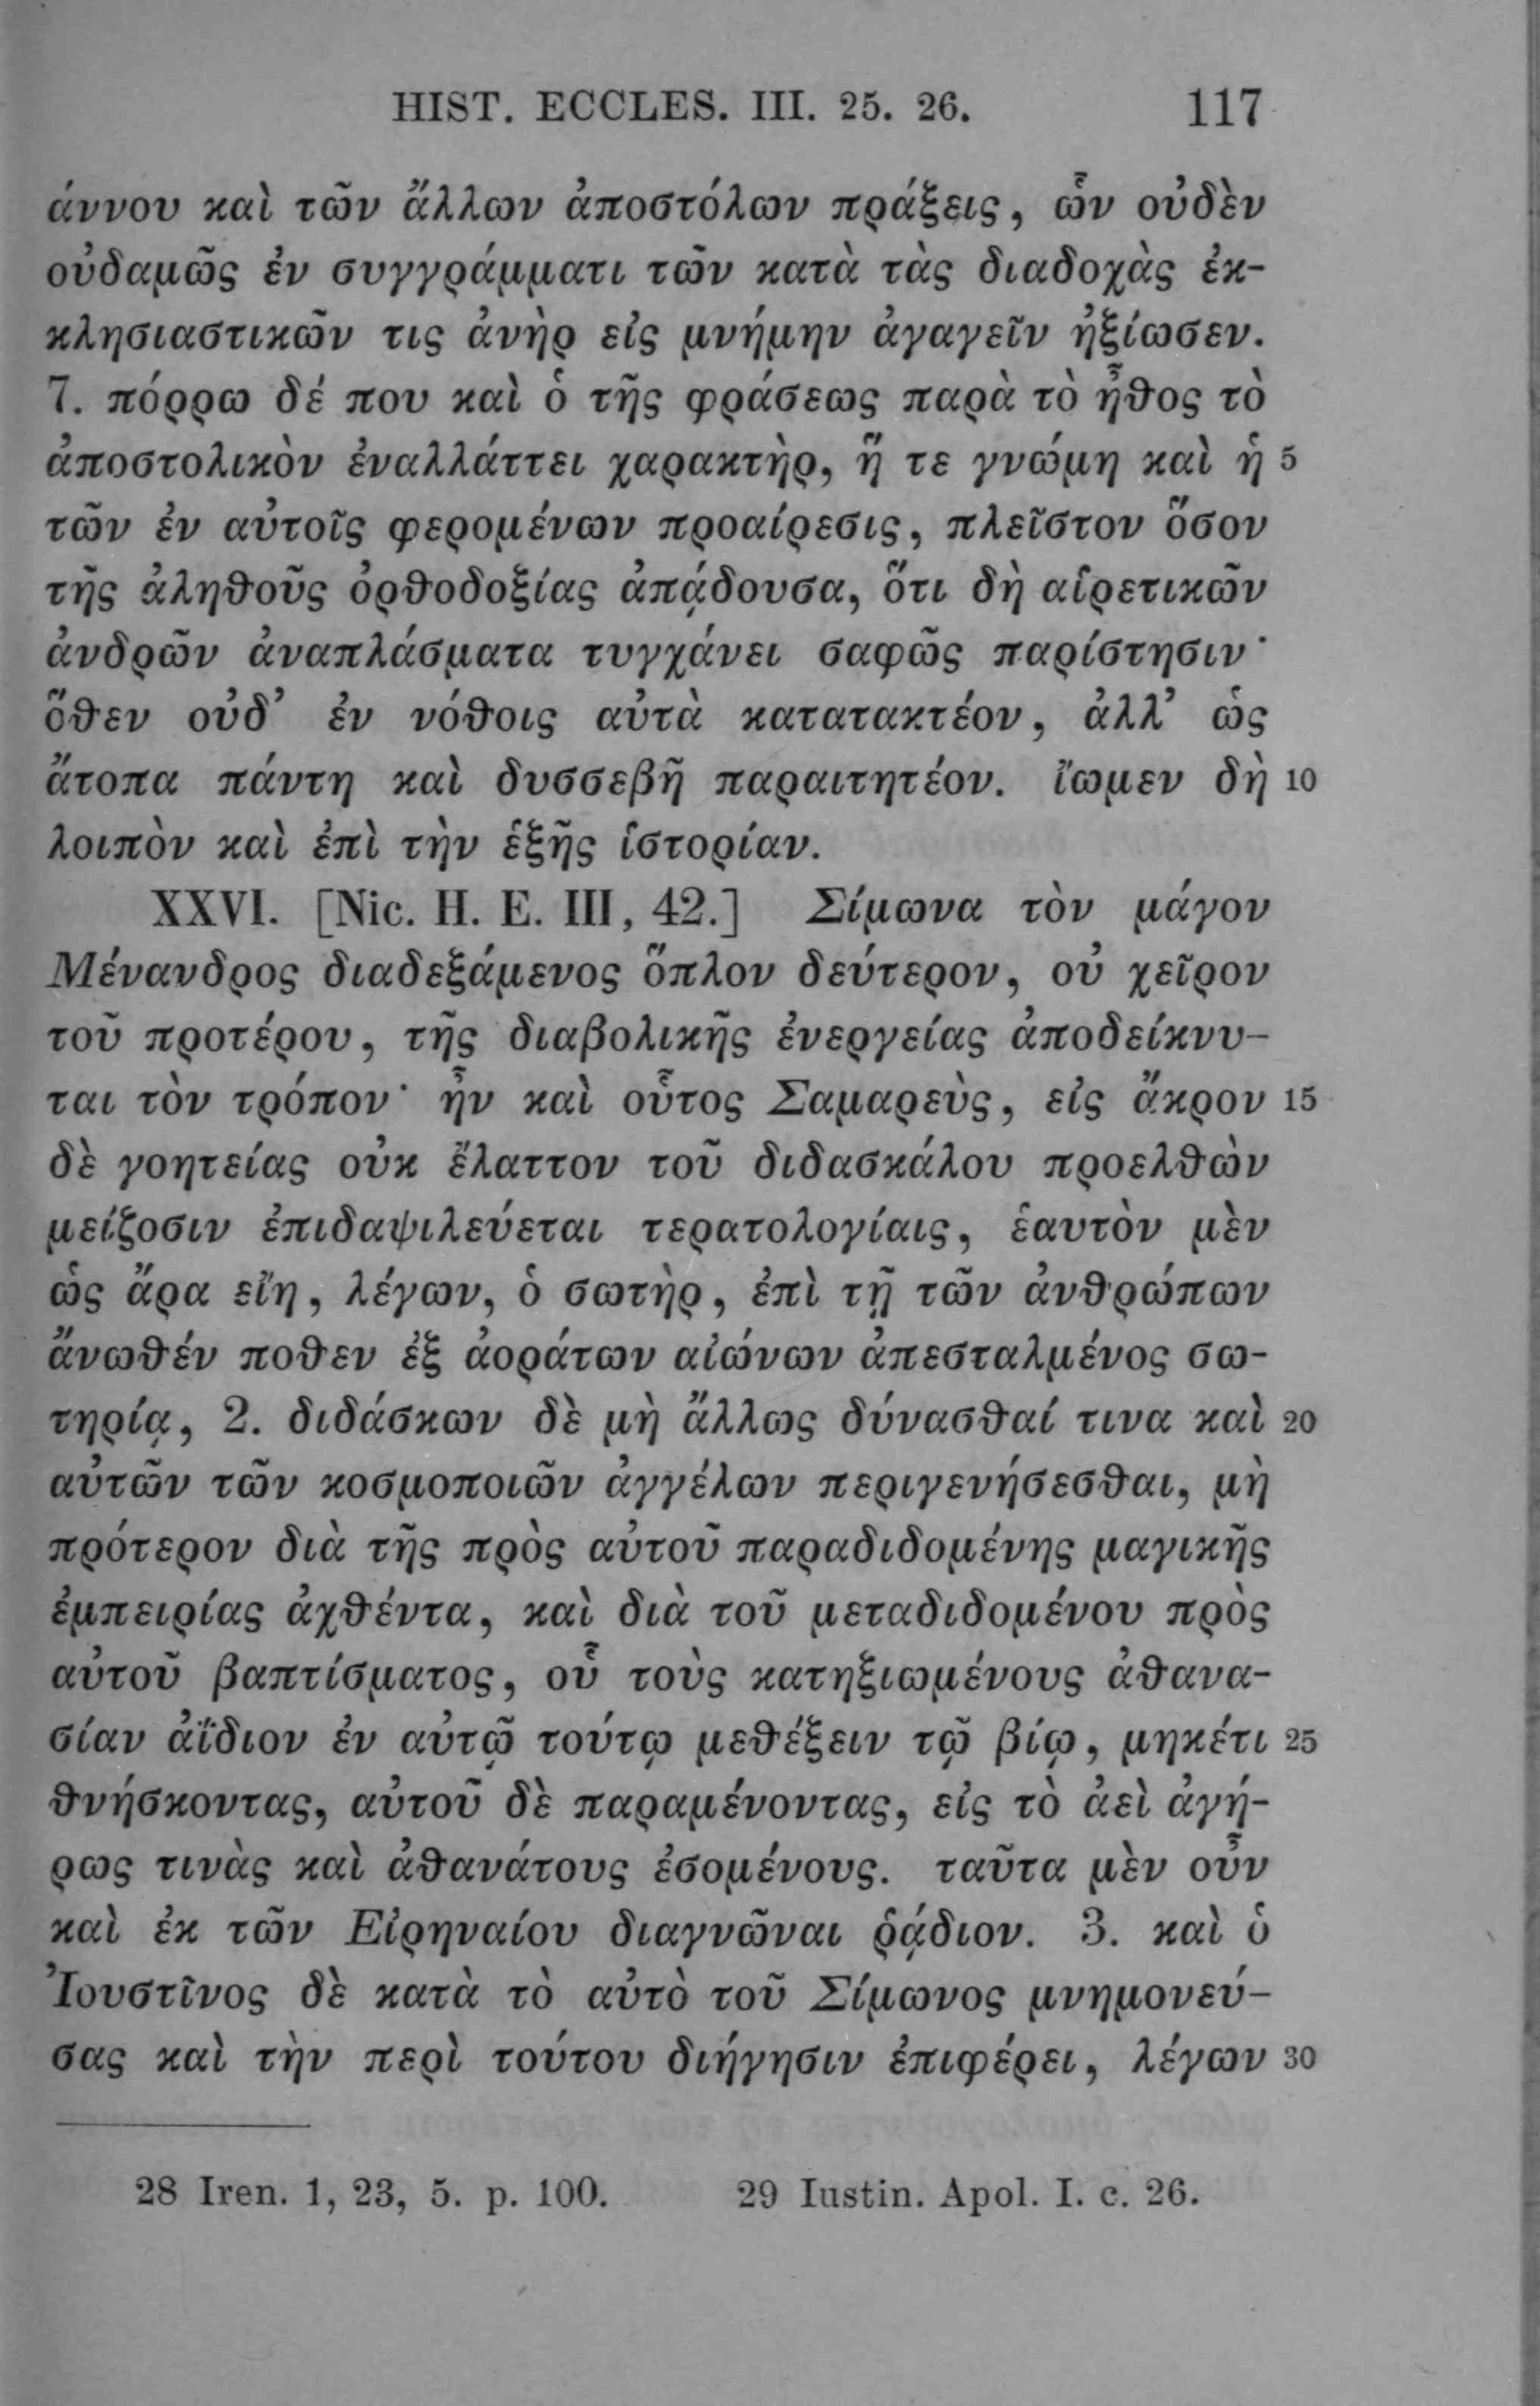 HIST. ECCLES. III. 25. 26. 117
άννου καὶ τῶν ἄλλων ἀποστόλων πράξεις, ὧν οὐδὲν
οὐδαμῶς ἐν συγγράμματι τῶν κατὰ τὰς διαδοχὰς ἐκ-
κλησιαστικῶν τις ἀνὴρ εἰς μνήμην ἀγαγεῖν ἠξίωσεν.
7. πόρρω δέ που καὶ ὁ τῆς φράσεως παρὰ τὸ ἦθος τὸ
ἀποστολικὸν ἐναλλάττει χαρακτὴρ, ἥ τε γνώμη καὶ ἡ 5
τῶν ἐν αὐτοῖς φερομένων προαίρεσις, πλεῖστον ὅσον
τῆς ἀληθοῦς ὀρθοδοξίας ἀπᾴδουσα, ὅτι δὴ αἱρετικῶν
ἀνδρῶν ἀναπλάσματα τυγχάνει σαφῶς παρίστησιν·
ὅθεν οὐδ’ ἐν νόθοις αὐτὰ κατατακτέον, ἀλλ’ ὡς
ἄτοπα πάντη καὶ δυσσεβῆ παραιτητέον. ἴωμεν δὴ 10
λοιπὸν καὶ ἐπὶ τὴν ἑξῆς ἱστορίαν.
XXVI. [Nic. H. E. III, 42.] Σίμωνα τὸν μάγον
Μένανδρος διαδεξάμενος ὅπλον δεύτερον, οὐ χεῖρον
τοῦ προτέρου, τῆς διαβολικῆς ἐνεργείας ἀποδείκνυ-
ται τὸν τρόπον· ἦν καὶ οὗτος Σαμαρεὺς, εἰς ἄκρον 15
δὲ γοητείας οὐκ ἔλαττον τοῦ διδασκάλου προελθὼν
μείζοσιν ἐπιδαψιλεύεται τερατολογίαις, ἑαυτὸν μὲν
ὡς ἄρα εἴη, λέγων, ὁ σωτὴρ, ἐπὶ τῇ τῶν ἀνθρώπων
ἄνωθέν ποθεν ἐξ ἀοράτων αἰώνων ἀπεσταλμένος σω-
τηρίᾳ, 2. διδάσκων δὲ μὴ ἄλλως δύνασθαί τινα καὶ 20
αὐτῶν τῶν κοσμοποιῶν ἀγγέλων περιγενήσεσθαι, μὴ
πρότερον διὰ τῆς πρὸς αὐτοῦ παραδιδομένης μαγικῆς
ἐμπειρίας ἀχθέντα, καὶ διὰ τοῦ μεταδιδομένου πρὸς
αὐτοῦ βαπτίσματος, οὗ τοὺς κατηξιωμένους ἀθανα-
σίαν ἀΐδιον ἐν αὐτῷ τούτῳ μεθέξειν τῷ βίῳ, μηκέτι 25
θνήσκοντας, αὐτοῦ δὲ παραμένοντας, εἰς τὸ ἀεὶ ἀγή-
ρως τινὰς καὶ ἀθανάτους ἐσομένους. ταῦτα μὲν οὖν
καὶ ἐκ τῶν Εἰρηναίου διαγνῶναι ῥᾴδιον. 3. καὶ ὁ
Ἰουστῖνος δὲ κατὰ τὸ αὐτὸ τοῦ Σίμωνος μνημονεύ-
σας καὶ τὴν περὶ τούτου διήγησιν ἐπιφέρει, λέγων 30
28 Iren. 1, 23, 5. p. 100. 29 Iustin. Apol. I. c. 26.